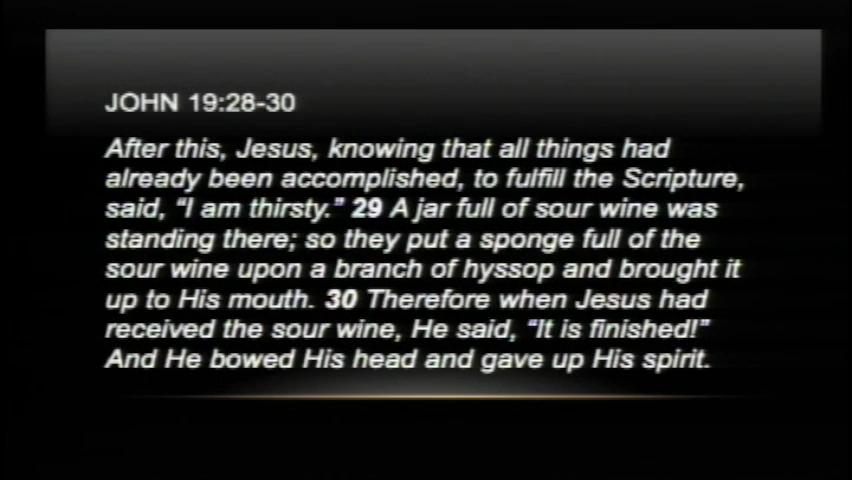 JOHN 19:28-30
After this, Jesus, knowing that all things had
already been accomplished, to fulfill the Scripture,
said, “I am thirsty.” 29 A jar full of sour wine was
standing there; so they put a sponge full of the
sour wine upon a branch of hyssop and brought it
up to His mouth. 30 Therefore when Jesus had
received the sour wine, He said, “It is finished!”
And He bowed His head and gave up His spirit.